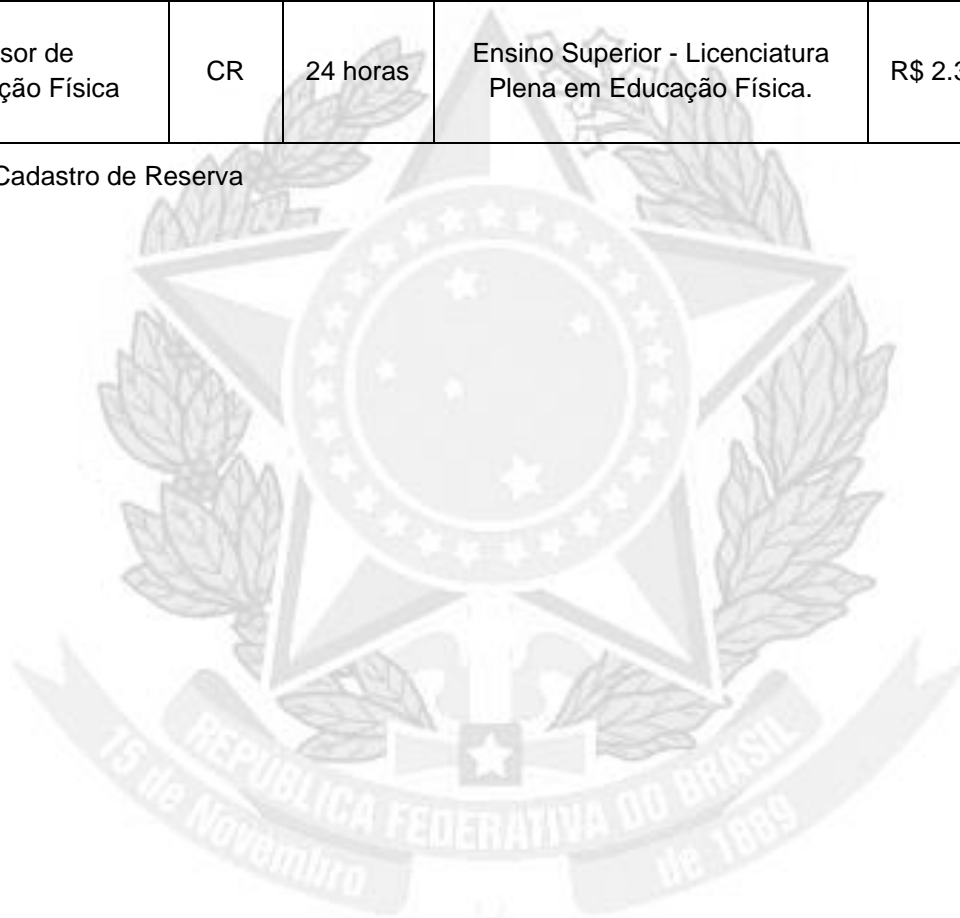 sor de
ção Física
CR
24 horas
Ensino Superior - Licenciatura
Plena em Educação Física.
R$ 2.3
Cadastro de Reserva
REPÚBLICA FEDERATIVA DO BRASIL
15 de Novembro
de 1889